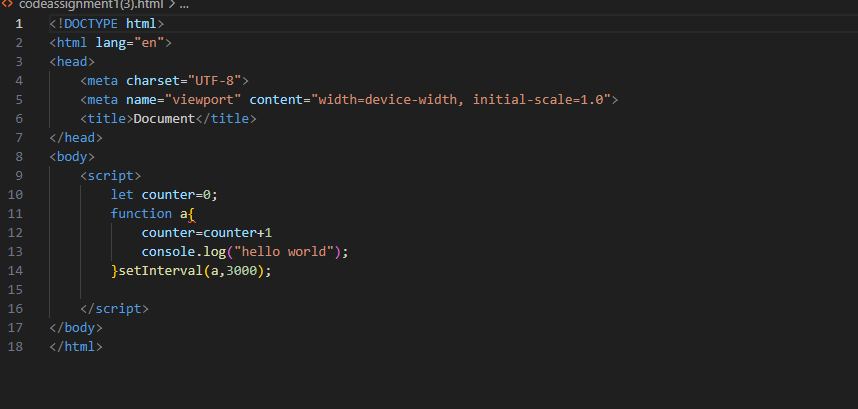 codeassignment1(3).html > ...
1 <!DOCTYPE html>
2 <html lang="en">
3 <head>
4     <meta charset="UTF-8">
5     <meta name="viewport" content="width=device-width, initial-scale=1.0">
6     <title>Document</title>
7 </head>
8 <body>
9     <script>
10         let counter=0;
11         function a{
12             counter=counter+1
13             console.log("hello world");
14         }setInterval(a,3000);
15
16     </script>
17 </body>
18 </html>